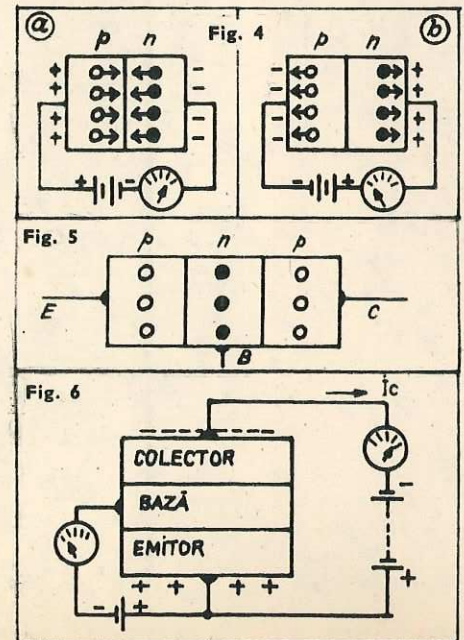 a Fig. 4 b
p n p n
+ - - +
+ - - +
+ - - +
+ - - +
+ - - +
Fig. 5
p n p
E C
B
Fig. 6
Ic
COLECTOR
BAZĂ
EMITOR
+ + + +
-
+
- +